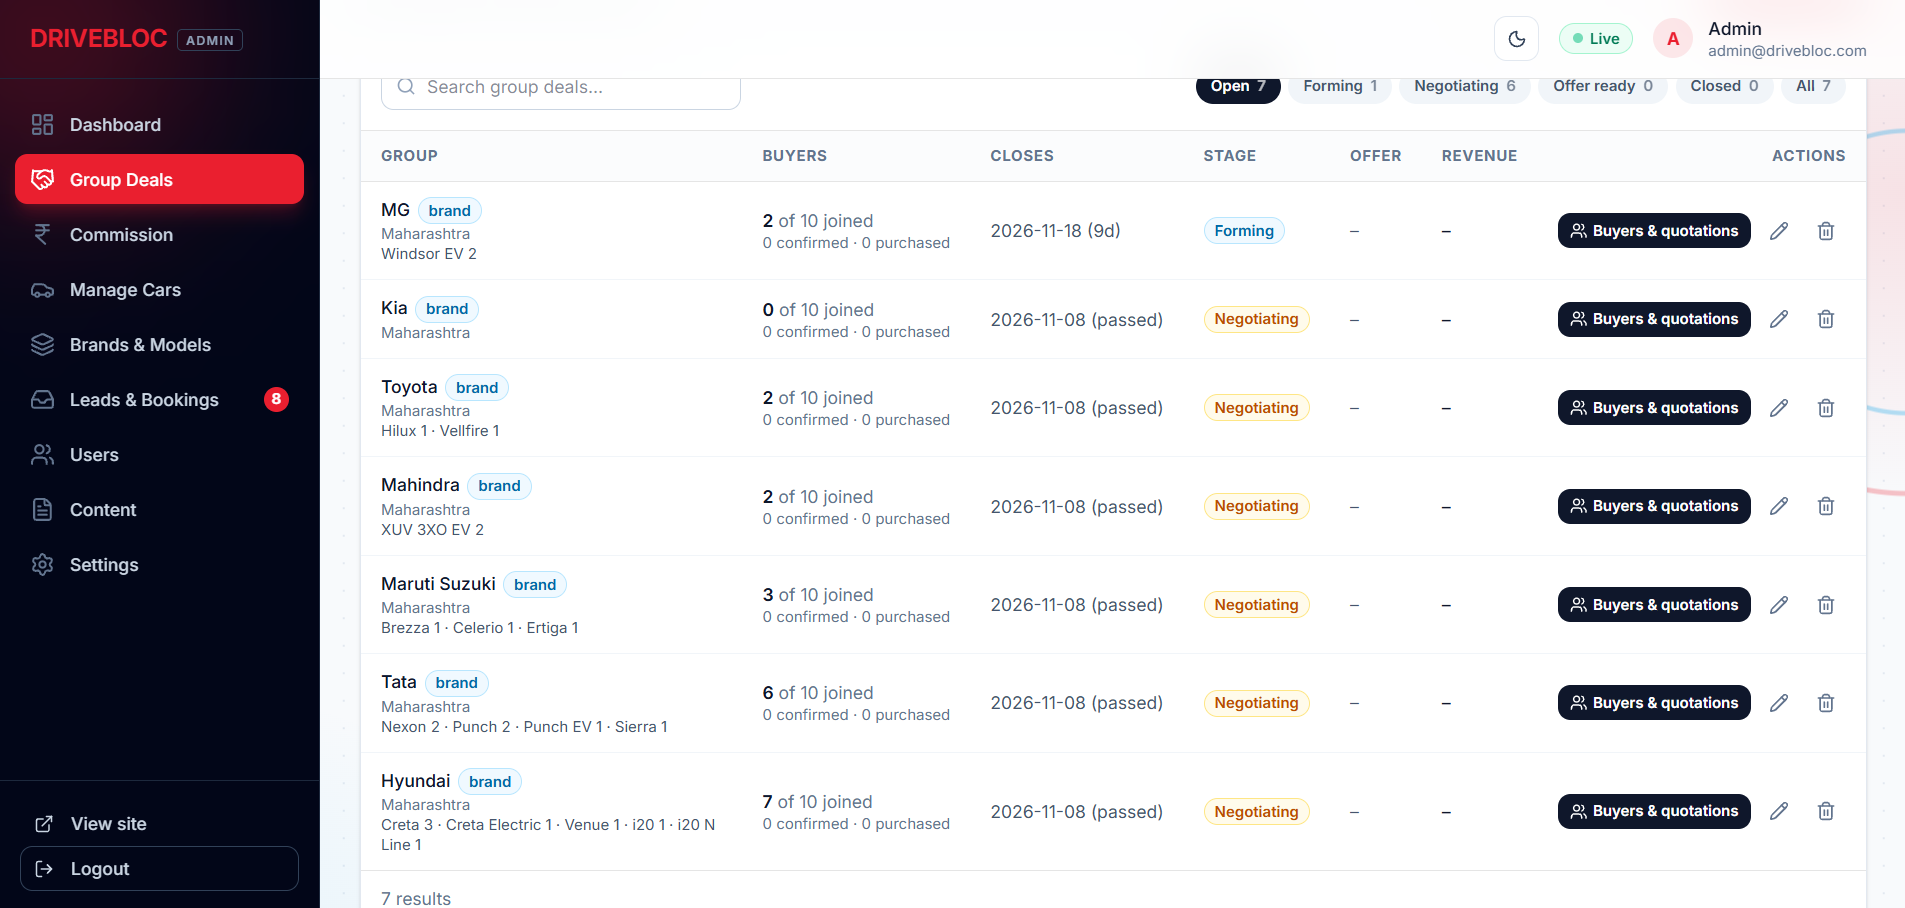 DRIVEBLOC ADMIN
Dashboard
Group Deals
Commission
Manage Cars
Brands & Models
Leads & Bookings 8
Users
Content
Settings
View site
Logout
Live
A
Admin
admin@drivebloc.com
Search group deals...
Open 7 Forming 1 Negotiating 6 Offer ready 0 Closed 0 All 7
GROUP BUYERS CLOSES STAGE OFFER REVENUE ACTIONS
MG brand
Maharashtra
Windsor EV 2
2 of 10 joined
0 confirmed · 0 purchased
2026-11-18 (9d)
Forming
–
–
Buyers & quotations
Kia brand
Maharashtra
0 of 10 joined
0 confirmed · 0 purchased
2026-11-08 (passed)
Negotiating
–
–
Buyers & quotations
Toyota brand
Maharashtra
Hilux 1 · Vellfire 1
2 of 10 joined
0 confirmed · 0 purchased
2026-11-08 (passed)
Negotiating
–
–
Buyers & quotations
Mahindra brand
Maharashtra
XUV 3XO EV 2
2 of 10 joined
0 confirmed · 0 purchased
2026-11-08 (passed)
Negotiating
–
–
Buyers & quotations
Maruti Suzuki brand
Maharashtra
Brezza 1 · Celerio 1 · Ertiga 1
3 of 10 joined
0 confirmed · 0 purchased
2026-11-08 (passed)
Negotiating
–
–
Buyers & quotations
Tata brand
Maharashtra
Nexon 2 · Punch 2 · Punch EV 1 · Sierra 1
6 of 10 joined
0 confirmed · 0 purchased
2026-11-08 (passed)
Negotiating
–
–
Buyers & quotations
Hyundai brand
Maharashtra
Creta 3 · Creta Electric 1 · Venue 1 · i20 1 · i20 N
Line 1
7 of 10 joined
0 confirmed · 0 purchased
2026-11-08 (passed)
Negotiating
–
–
Buyers & quotations
7 results